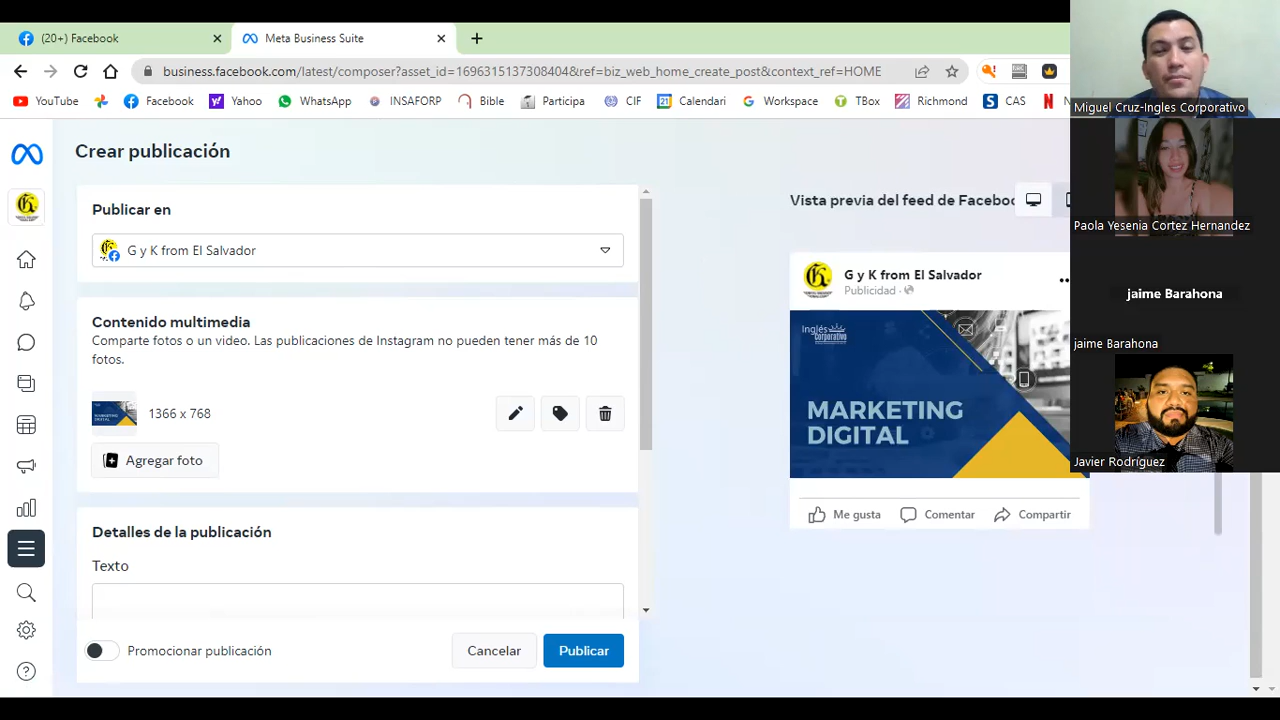 (20+) Facebook
Meta Business Suite
business.facebook.com/latest/composer?asset_id=1695151373084048&ref=biz_web_home_create_post&context_ref=HOME
YouTube
Facebook
Yahoo
WhatsApp
INSAFORP
Bible
Participa
CIF
Calendari
Workspace
TBox
Richmond
CAS
Crear publicación
Publicar en
G y K from El Salvador
Contenido multimedia
Comparte fotos o un video. Las publicaciones de Instagram no pueden tener más de 10
fotos.
1366 x 768
Agregar foto
Detalles de la publicación
Texto
Promocionar publicación
Cancelar
Publicar
Vista previa del feed de Faceboo
G y K from El Salvador
Publicidad ·
Inglés
Corporativo
MARKETING
DIGITAL
Me gusta
Comentar
Compartir
Miguel Cruz-Ingles Corporativo
Paola Yesenia Cortez Hernandez
jaime Barahona
jaime Barahona
Javier Rodríguez